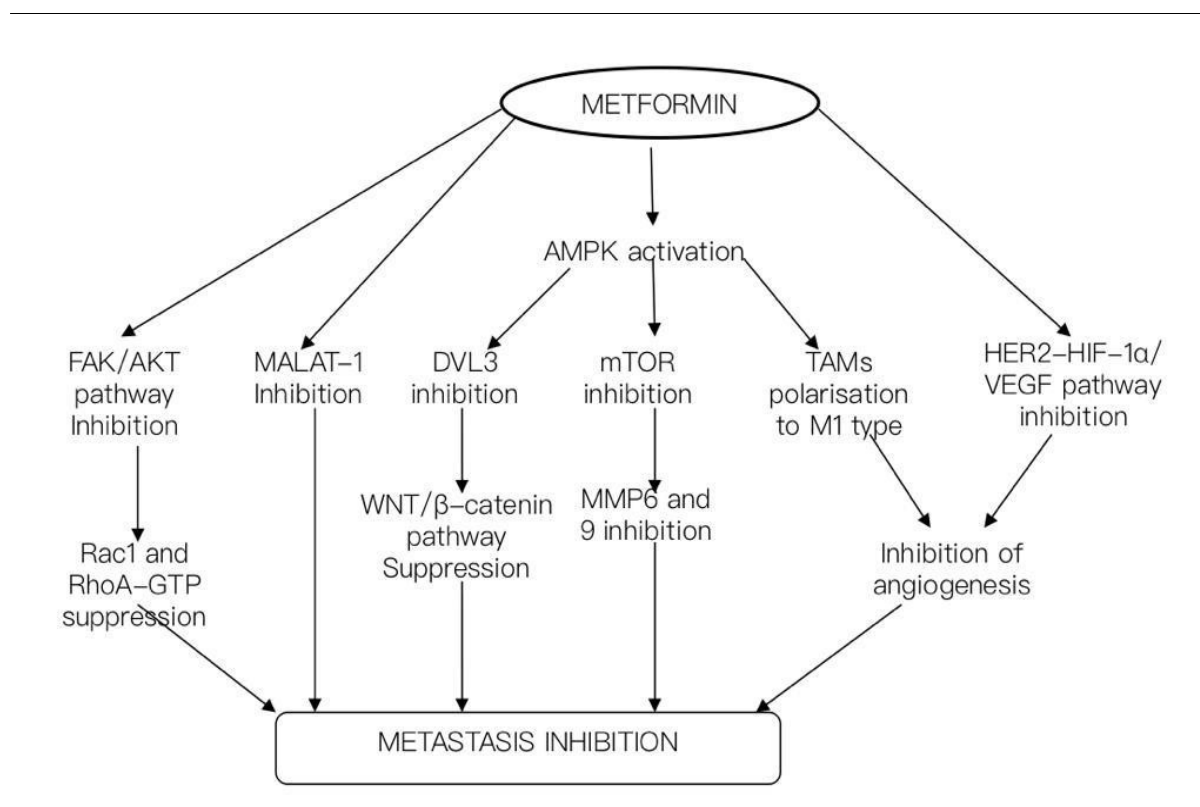 METFORMIN
AMPK activation
FAK/AKT
pathway
Inhibition
MALAT-1
Inhibition
DVL3
inhibition
mTOR
inhibition
TAMs
polarisation
to M1 type
HER2-HIF-1α/
VEGF pathway
inhibition
Rac1 and
RhoA-GTP
suppression
WNT/β-catenin
pathway
Suppression
MMP6 and
9 inhibition
Inhibition of
angiogenesis
METASTASIS INHIBITION